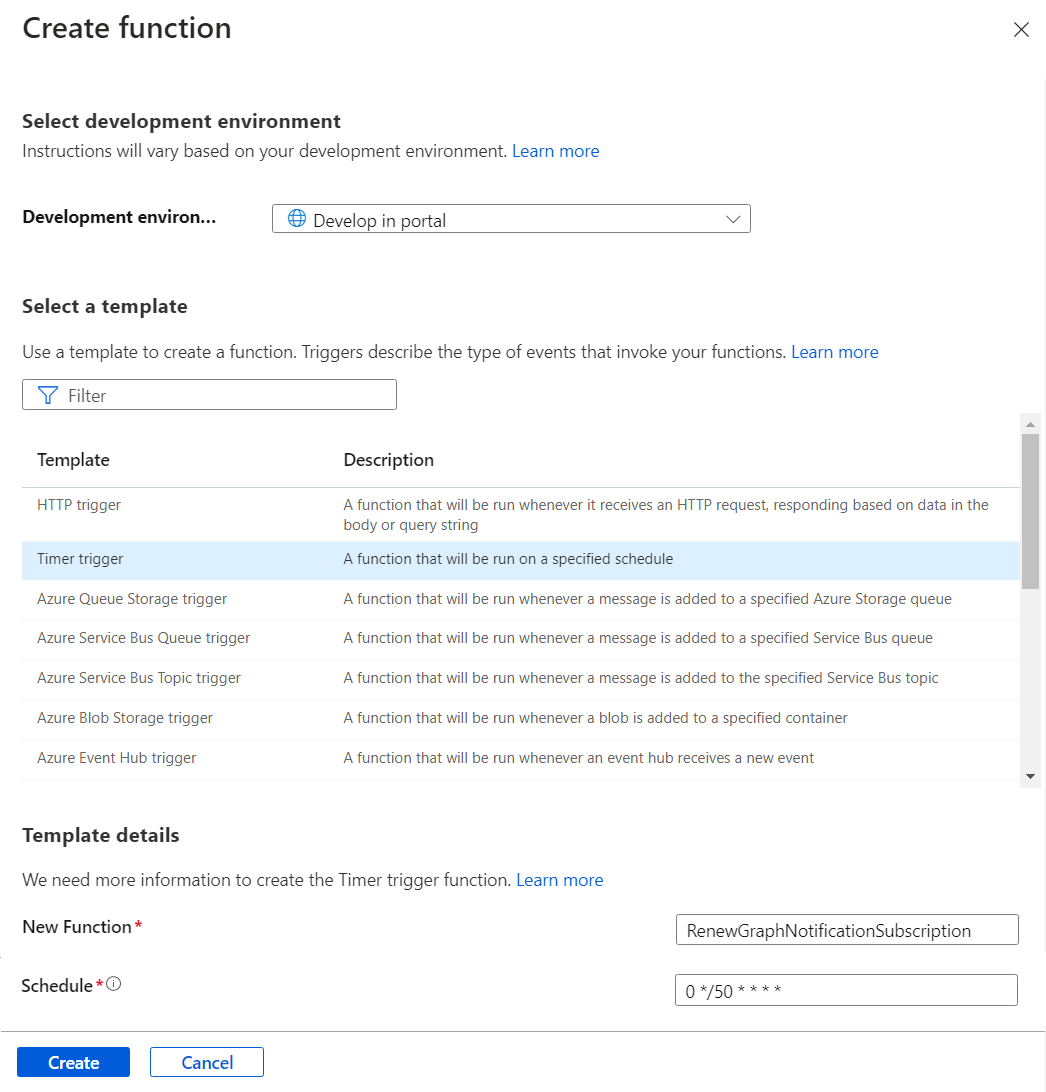 Create function
Select development environment
Instructions will vary based on your development environment. Learn more
Development environ...
Develop in portal
Select a template
Use a template to create a function. Triggers describe the type of events that invoke your functions. Learn more
Filter
Template Description
HTTP trigger A function that will be run whenever it receives an HTTP request, responding based on data in the
body or query string
Timer trigger A function that will be run on a specified schedule
Azure Queue Storage trigger A function that will be run whenever a message is added to a specified Azure Storage queue
Azure Service Bus Queue trigger A function that will be run whenever a message is added to a specified Service Bus queue
Azure Service Bus Topic trigger A function that will be run whenever a message is added to the specified Service Bus topic
Azure Blob Storage trigger A function that will be run whenever a blob is added to a specified container
Azure Event Hub trigger A function that will be run whenever an event hub receives a new event
Template details
We need more information to create the Timer trigger function. Learn more
New Function* RenewGraphNotificationSubscription
Schedule* 0 */50 * * * *
Create Cancel